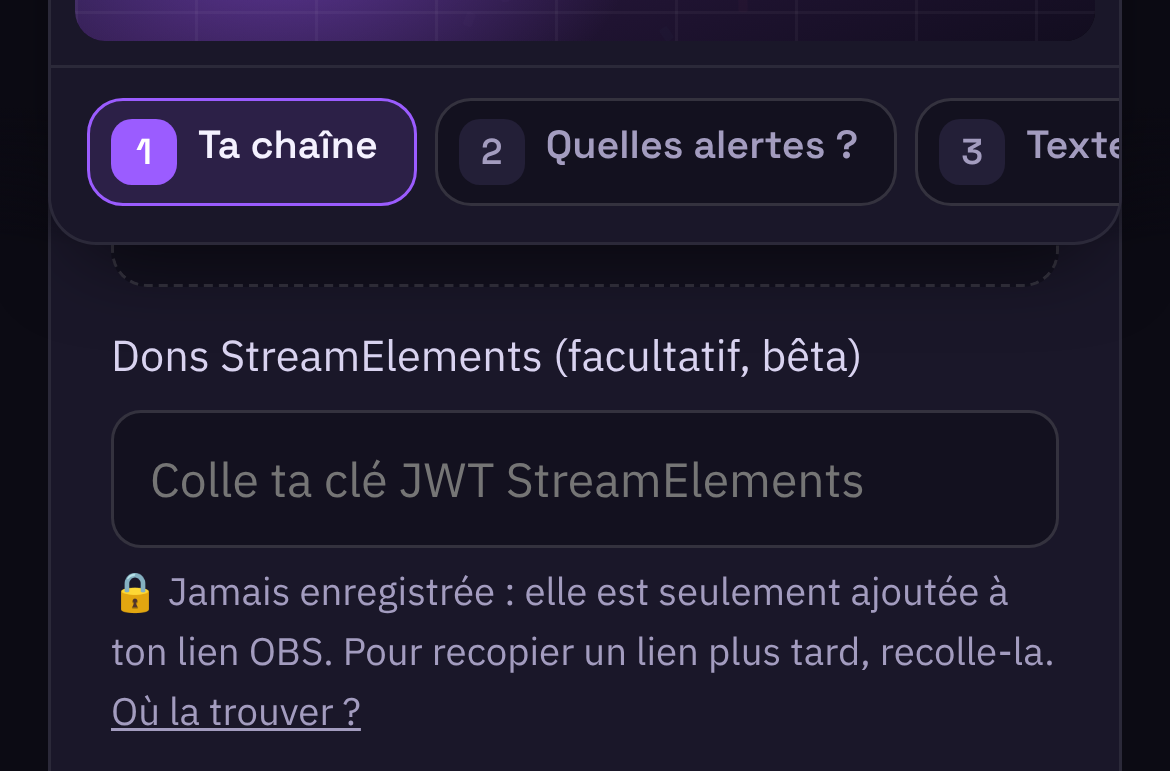 1 Ta chaîne 2 Quelles alertes ? 3 Texte
Dons StreamElements (facultatif, bêta)
Colle ta clé JWT StreamElements
🔒 Jamais enregistrée : elle est seulement ajoutée à
ton lien OBS. Pour recopier un lien plus tard, recolle-la.
Où la trouver ?